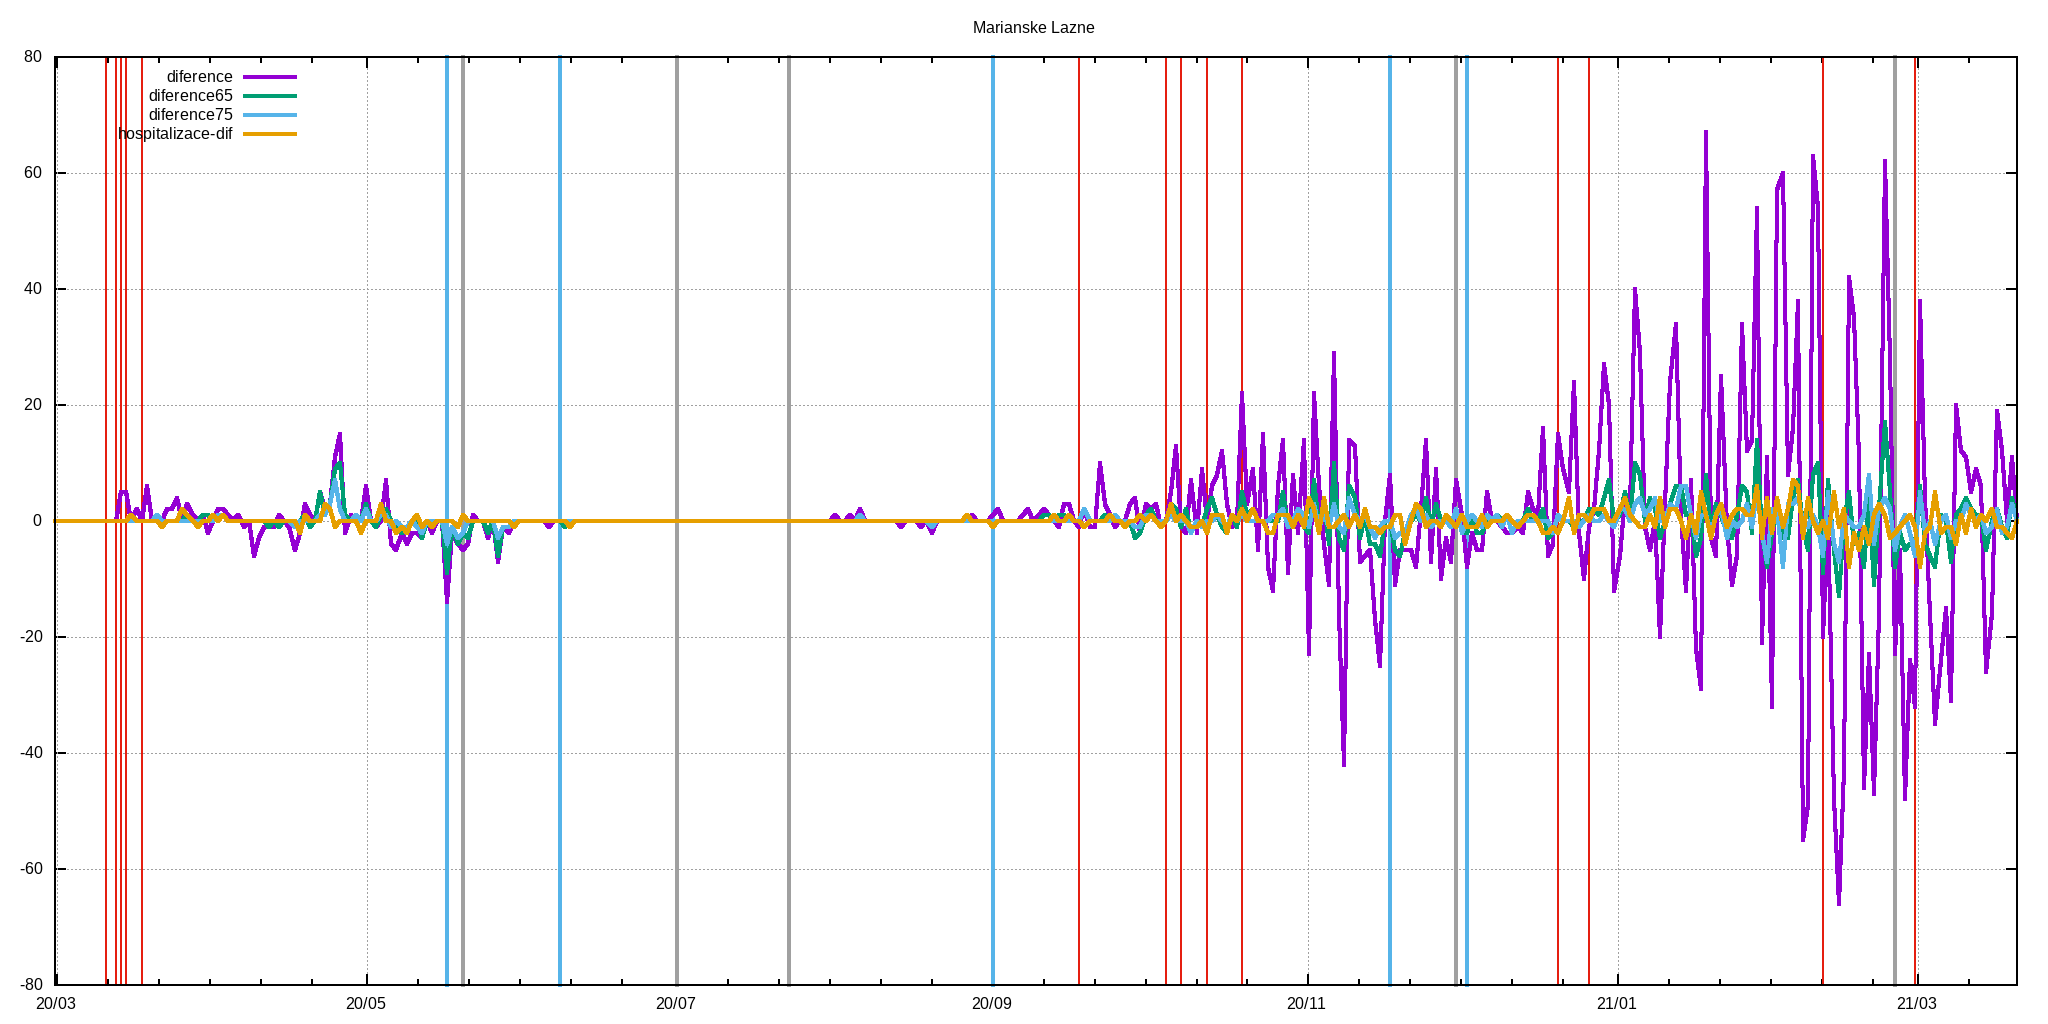 Marianske Lazne
diference
diference65
diference75
hospitalizace-dif
80
60
40
20
0
-20
-40
-60
-80
20/03 20/05 20/07 20/09 20/11 21/01 21/03